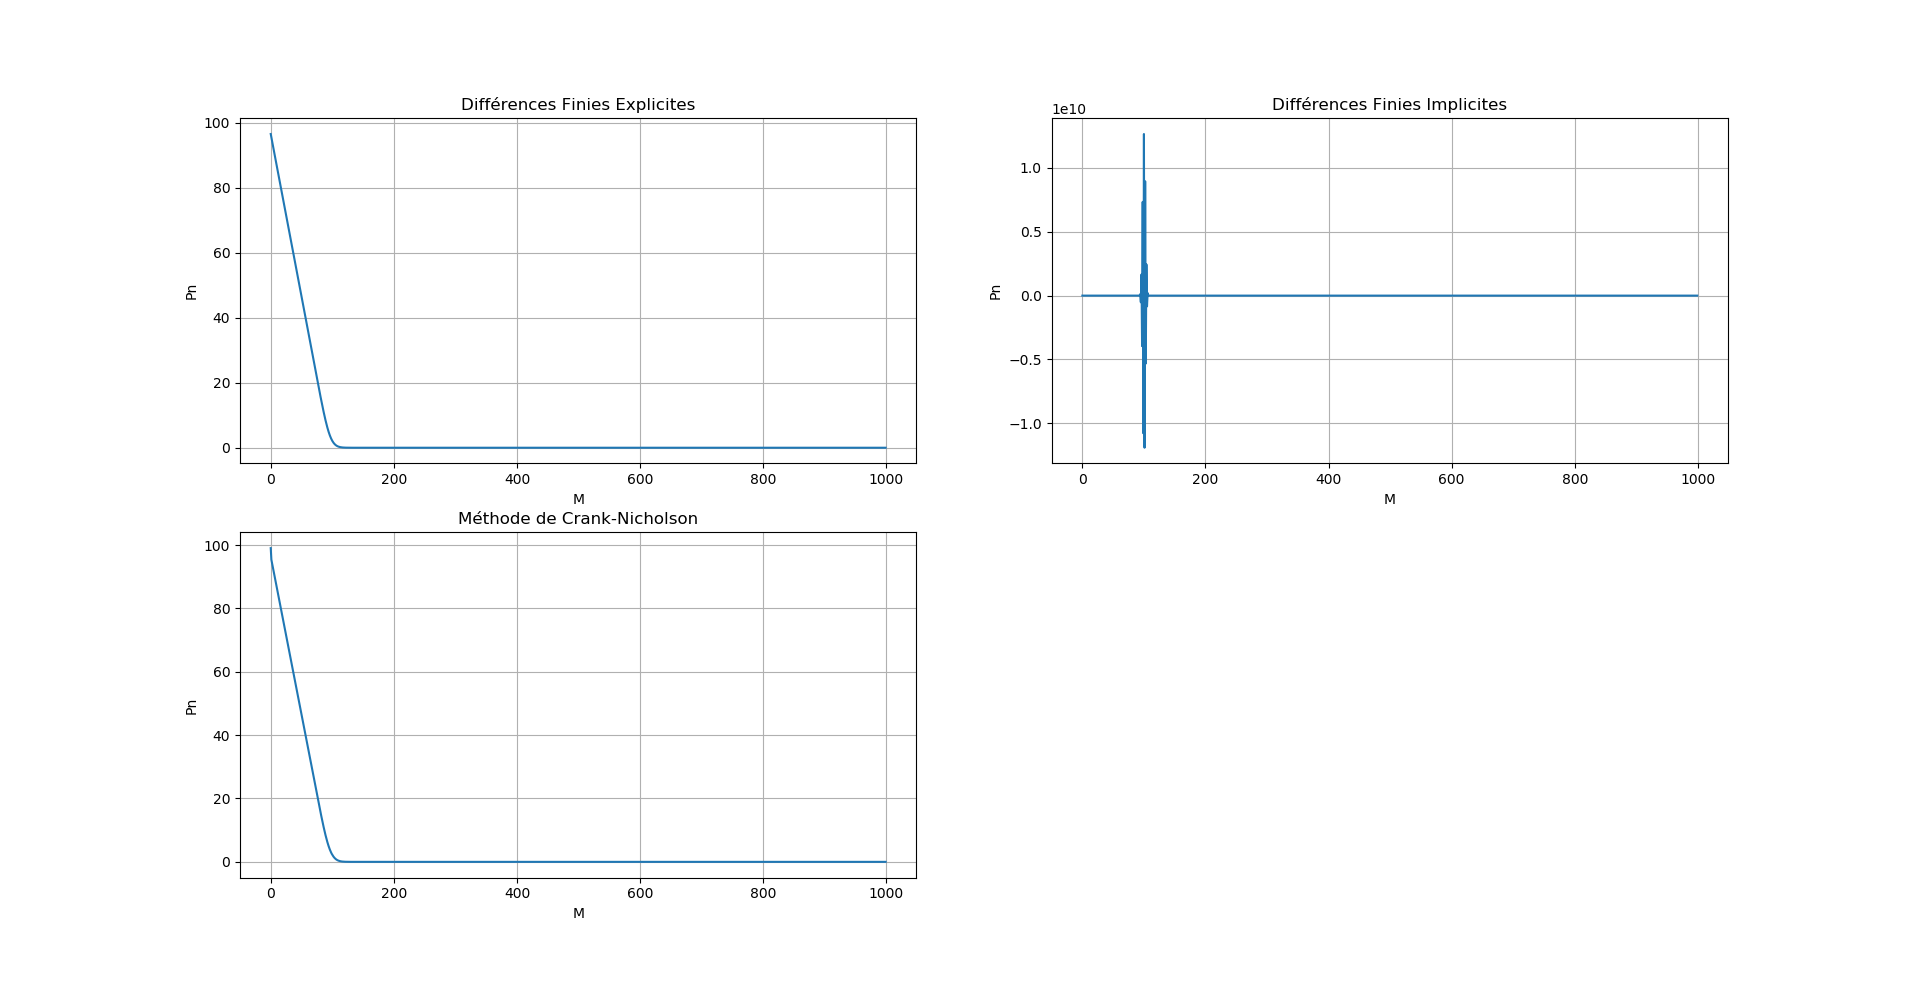 Différences Finies Explicites
100
80
60
40
20
0
Pn
0 200 400 600 800 1000
M
Différences Finies Implicites
1e10
1.0
0.5
0.0
−0.5
−1.0
Pn
0 200 400 600 800 1000
M
Méthode de Crank-Nicholson
100
80
60
40
20
0
Pn
0 200 400 600 800 1000
M